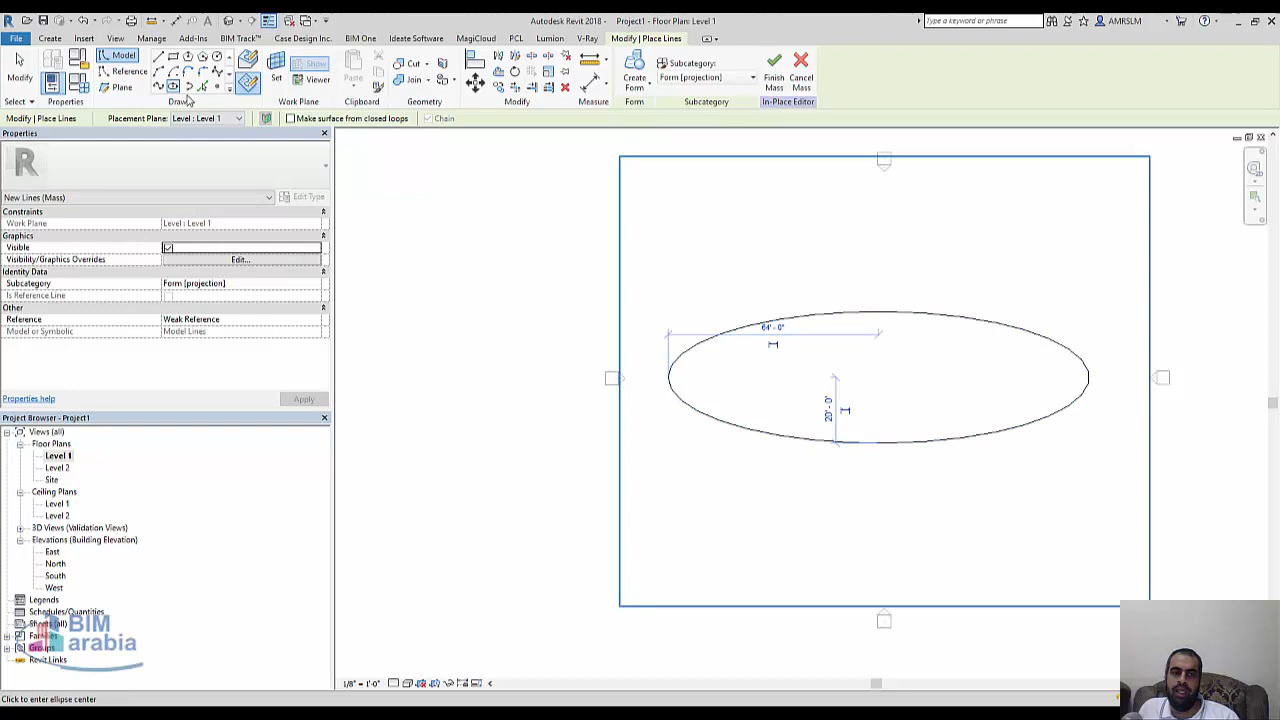 Autodesk Revit 2018 - Project1 - Floor Plan: Level 1
Type a keyword or phrase
AMRSLM
File Create Insert View Manage Add-Ins BIM Track™ Case Design Inc. BIM One Ideate Software MagiCloud PCL Lumion V-Ray Modify | Place Lines
Modify
Model
Reference
Plane
Set
Show
Viewer
Paste
Cut
Join
Create Form
Subcategory:
Form [projection]
Finish Mass
Cancel Mass
Select Properties Draw Work Plane Clipboard Geometry Modify Measure Form Subcategory In-Place Editor
Modify | Place Lines Placement Plane: Level : Level 1 Make surface from closed loops Chain
Properties
New Lines (Mass) Edit Type
Constraints
Work Plane Level : Level 1
Graphics
Visible
Visibility/Graphics Overrides Edit...
Identity Data
Subcategory Form [projection]
Is Reference Line
Other
Reference Weak Reference
Model or Symbolic Model Lines
Properties help Apply
Project Browser - Project1
Views (all)
Floor Plans
Level 1
Level 2
Site
Ceiling Plans
Level 1
Level 2
3D Views (Validation Views)
Elevations (Building Elevation)
East
North
South
West
Legends
Schedules/Quantities
Sheets (all)
Families
Groups
Revit Links
BIM
arabia
64' - 0"
20' - 0"
1/8" = 1'-0"
Click to enter ellipse center